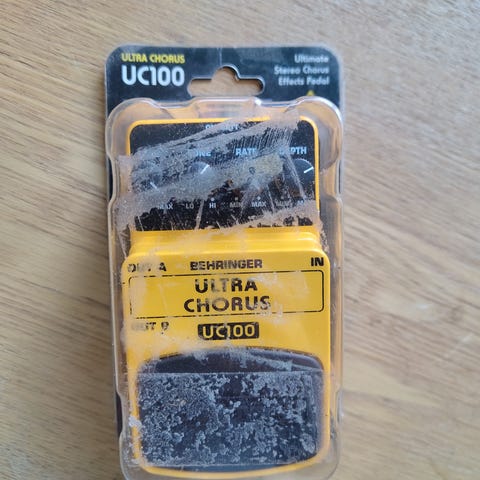 ULTRA CHORUS
UC100
Ultimate
Stereo Chorus
Effects Pedal
RATE DEPTH
MAX LO HI MIN MAX
OUT A BEHRINGER IN
ULTRA
CHORUS
OUT B UC100